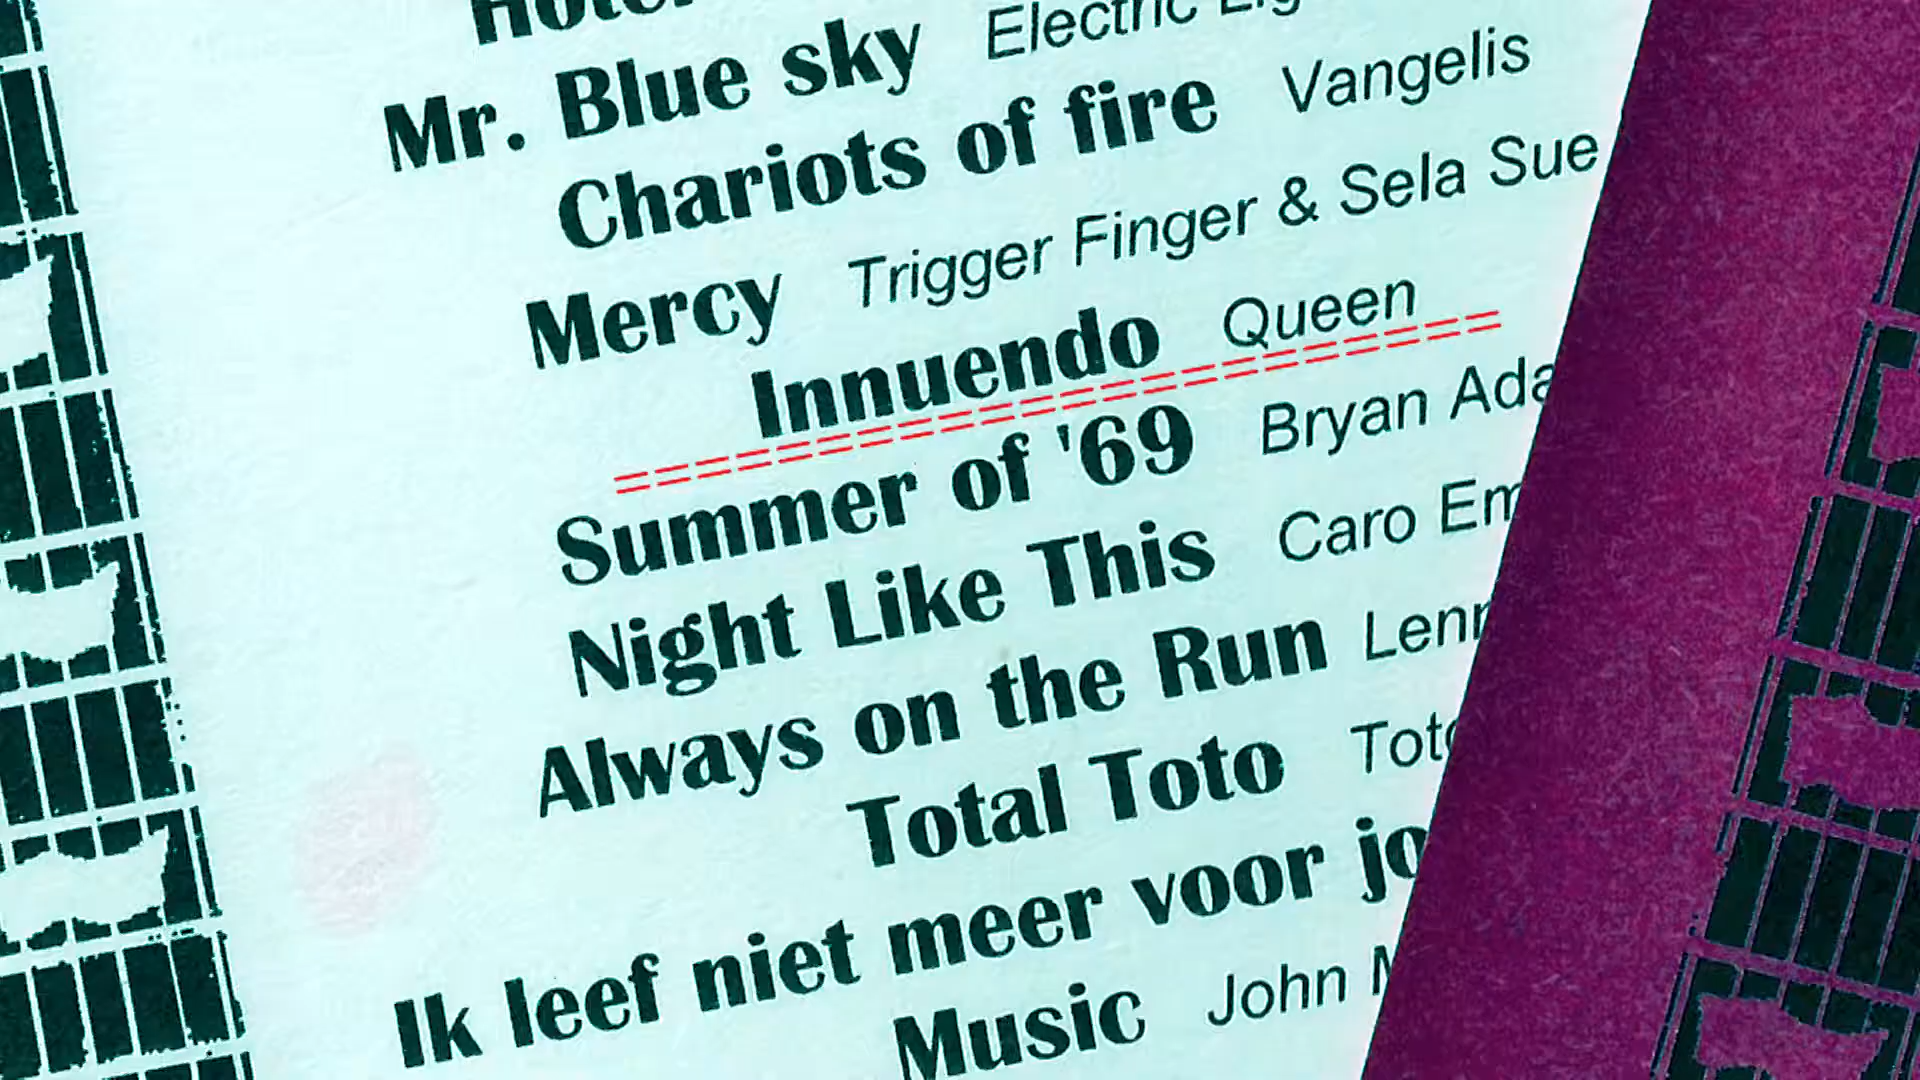 Mr. Blue sky Electric
Chariots of fire Vangelis
Mercy Trigger Finger & Sela Sue
Innuendo Queen
Summer of '69 Bryan
Night Like This Caro
Always on the Run
Total Toto
Ik leef niet meer voor
Music John